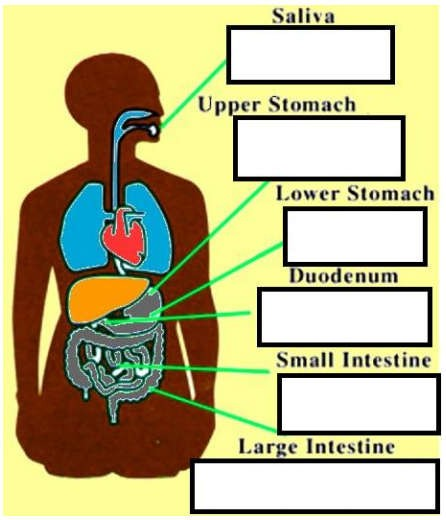 Saliva
Upper Stomach
Lower Stomach
Duodenum
Small Intestine
Large Intestine